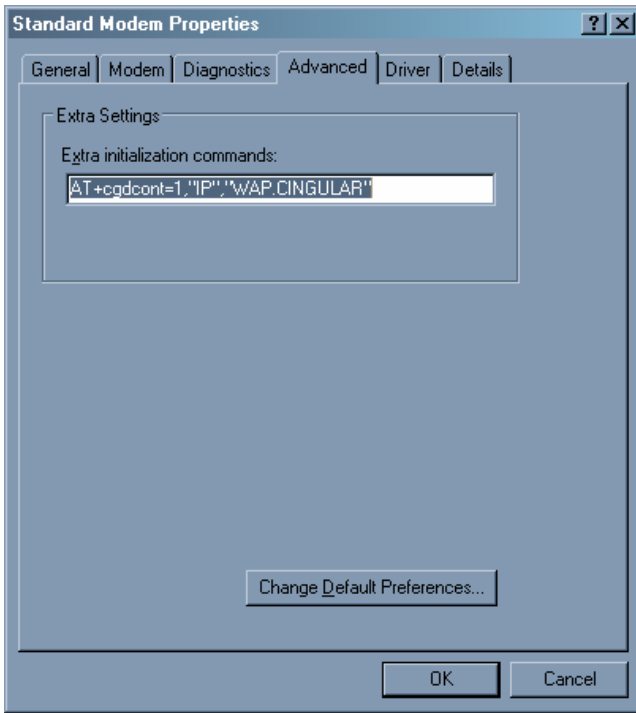 Standard Modem Properties
General Modem Diagnostics Advanced Driver Details
Extra Settings
Extra initialization commands:
AT+cgdcont=1,"IP","WAP.CINGULAR"
Change Default Preferences...
OK Cancel